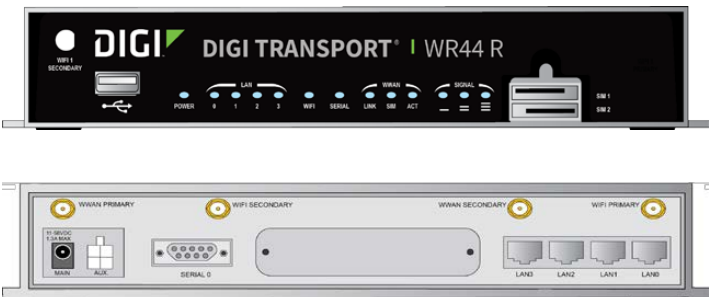 WIFI 1
SECONDARY
DIGI
DIGI TRANSPORT® WR44 R
LAN
WWAN
SIGNAL
POWER 0 1 2 3 WIFI SERIAL LINK SIM ACT
SIM 1
SIM 2
WWAN PRIMARY
WIFI SECONDARY
WWAN SECONDARY
WIFI PRIMARY
MAIN
AUX.
SERIAL 0
LAN3
LAN2
LAN1
LAN0